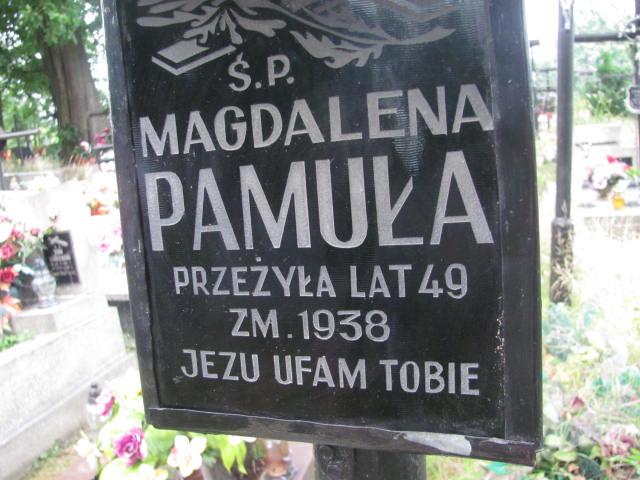 Ś.P.
MAGDALENA
PAMUŁA
PRZEŻYŁA LAT 49
ZM. 1938
JEZU UFAM TOBIE